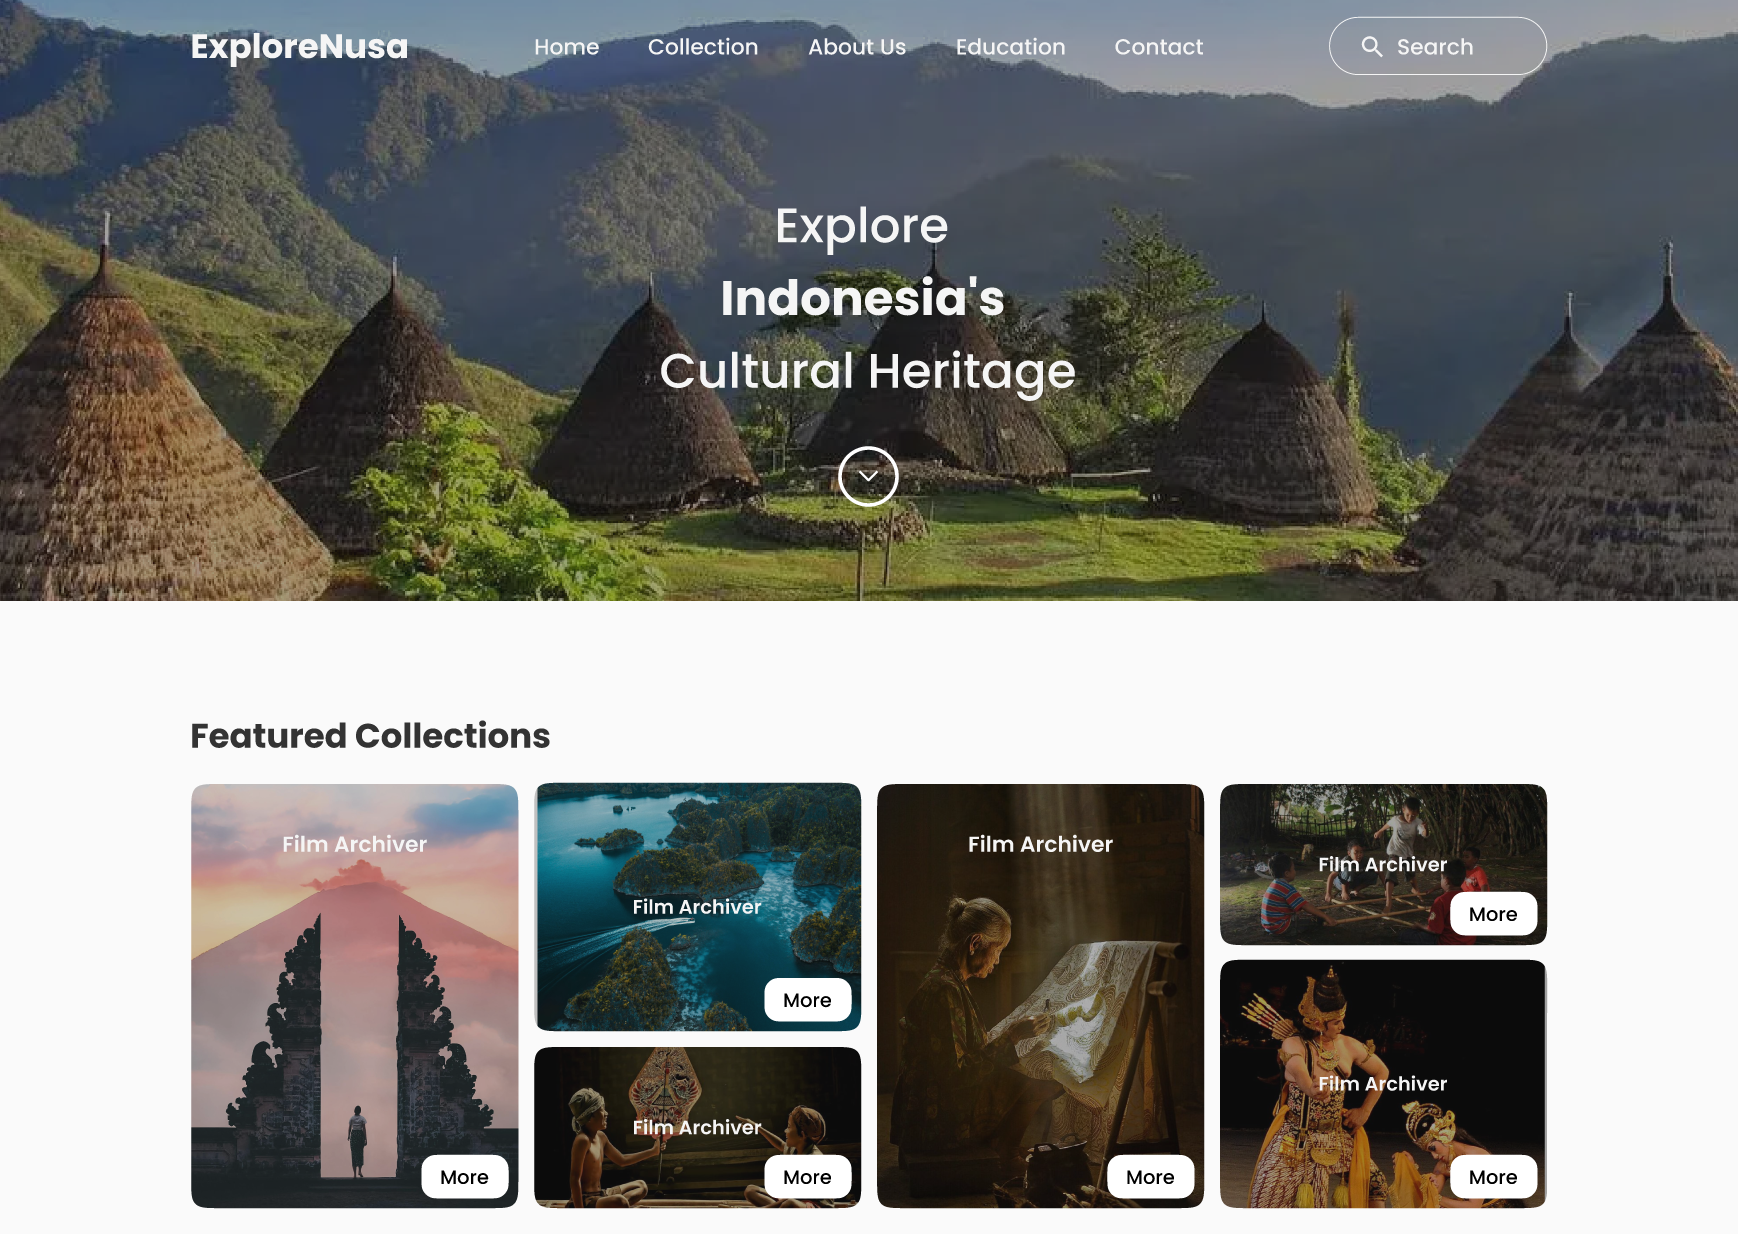 ExploreNusa
Home
Collection
About Us
Education
Contact
Search
Explore
Indonesia's
Cultural Heritage
Featured Collections
Film Archiver
More
Film Archiver
More
Film Archiver
More
Film Archiver
More
Film Archiver
More
Film Archiver
More